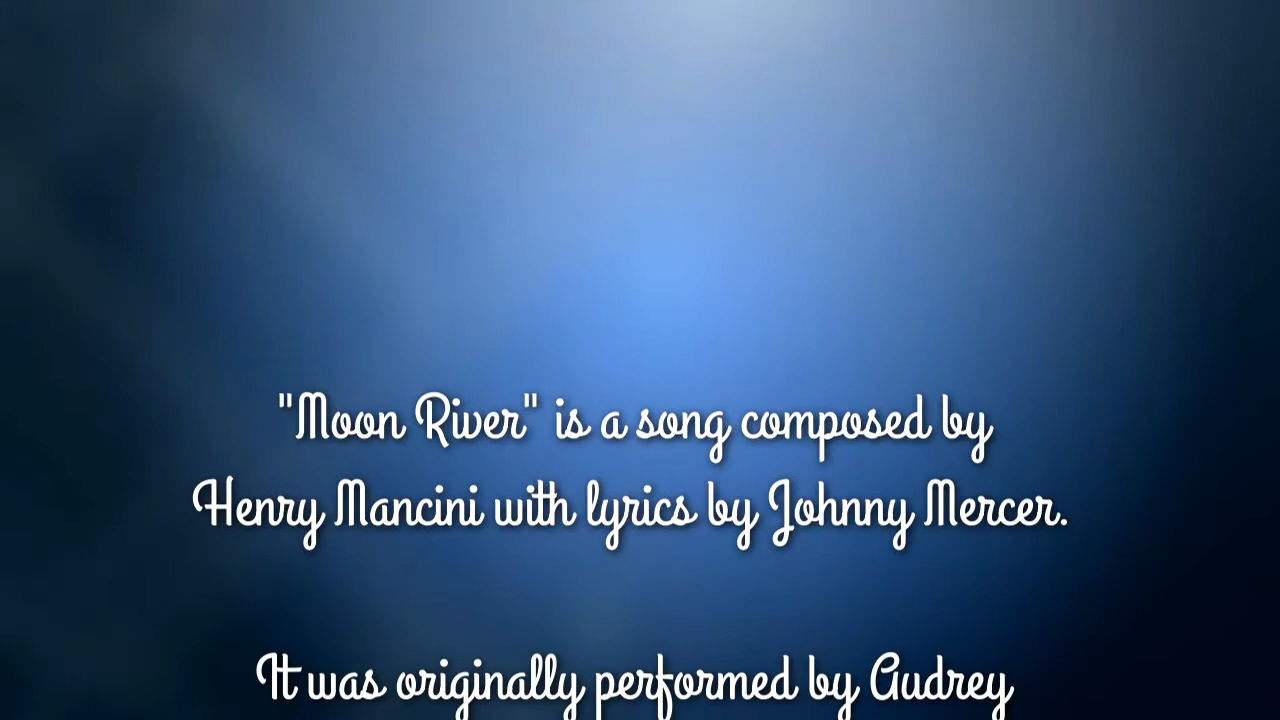 "Moon River" is a song composed by
Henry Mancini with lyrics by Johnny Mercer.
It was originally performed by Audrey